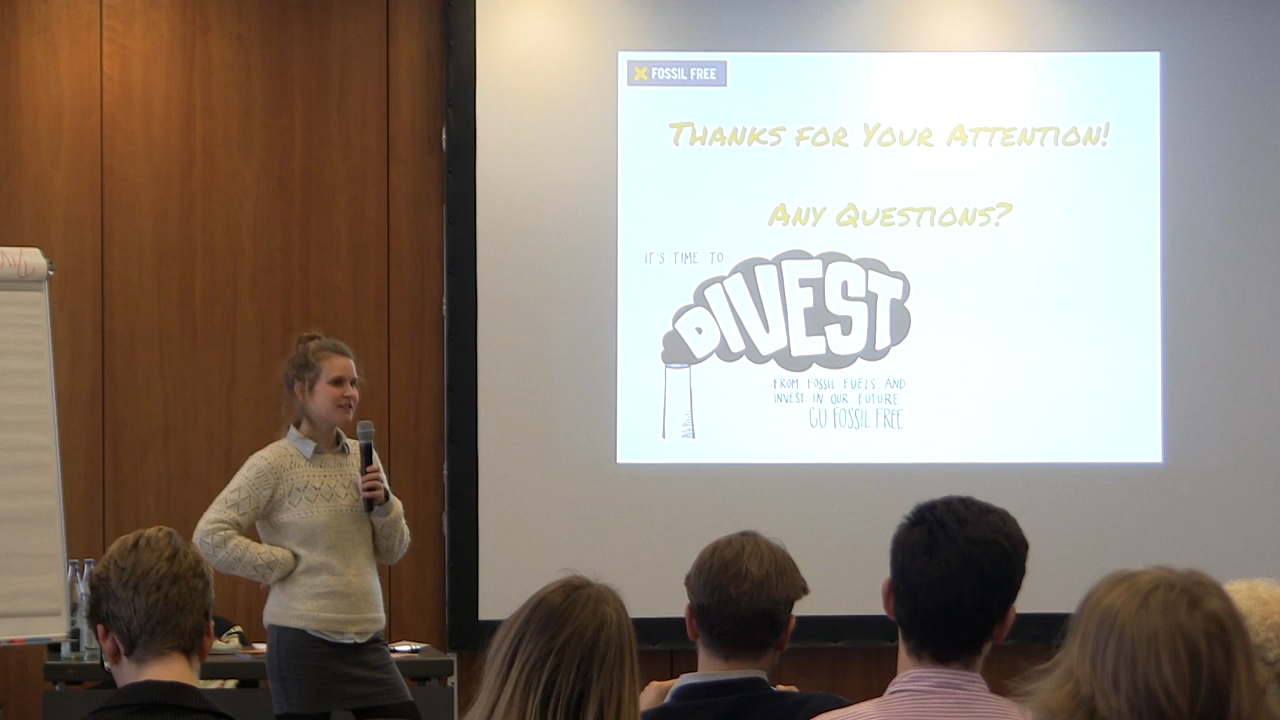 FOSSIL FREE
THANKS FOR YOUR ATTENTION!
ANY QUESTIONS?
IT'S TIME TO
DIVEST
FROM FOSSIL FUELS AND
INVEST IN OUR FUTURE.
GU FOSSIL FREE